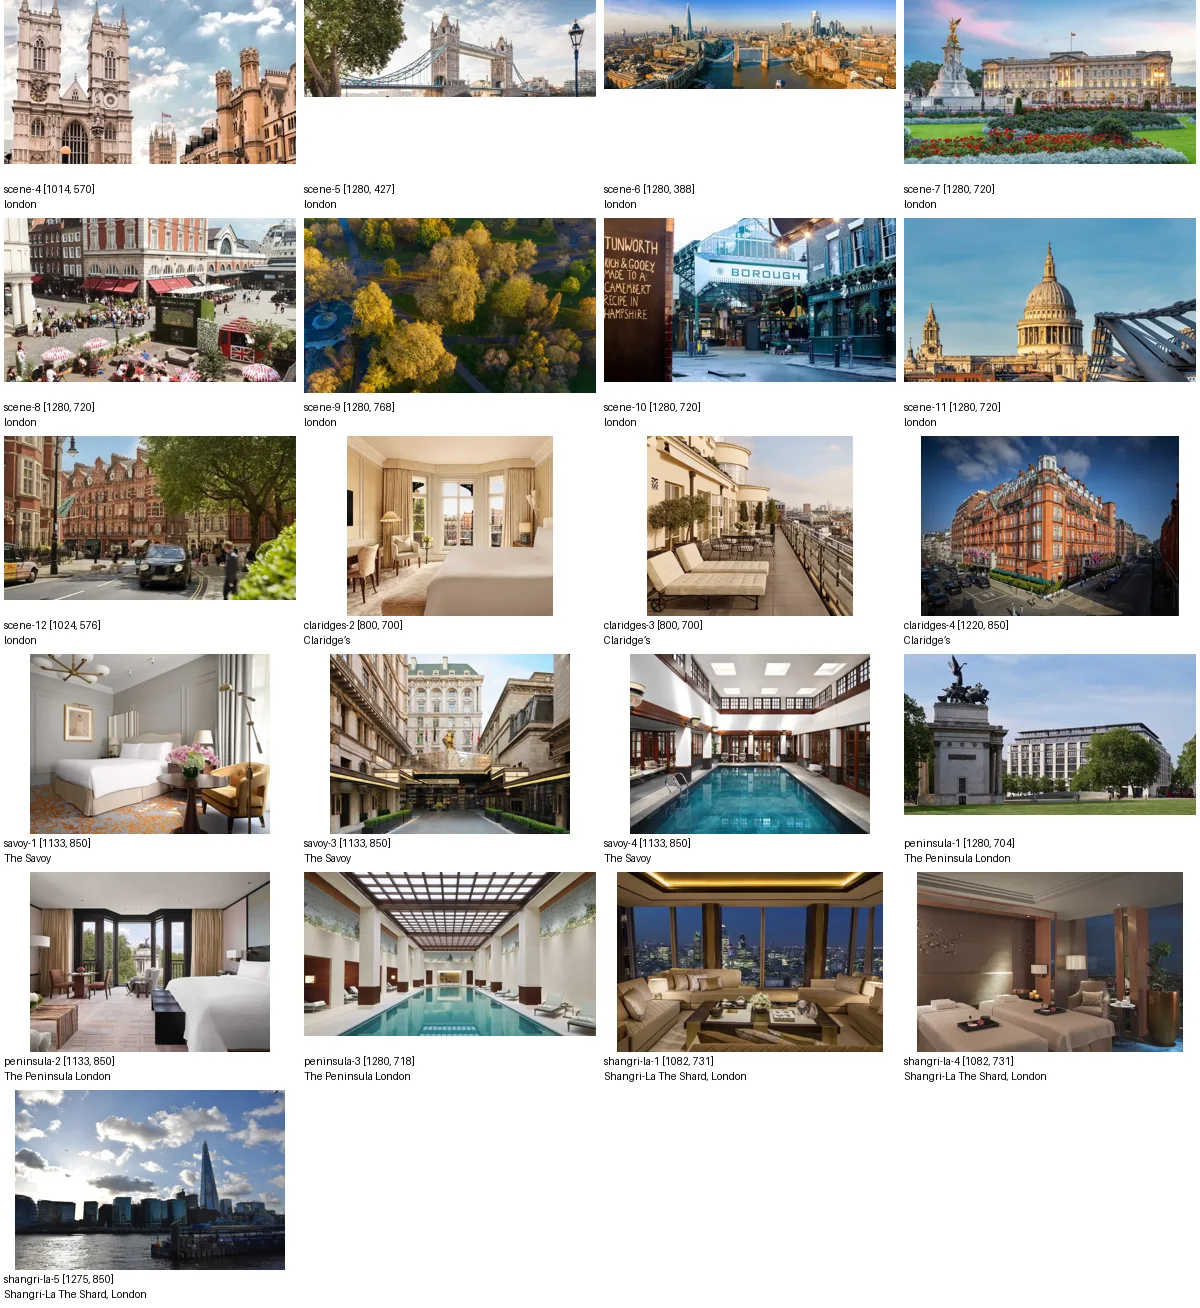 scene-4 [1014, 570]
london
scene-5 [1280, 427]
london
scene-6 [1280, 388]
london
scene-7 [1280, 720]
london
TUNWORTH
RICH & GOOEY
MADE TO A
CAMEMBERT
RECIPE IN
HAMPSHIRE
BOROUGH
scene-8 [1280, 720]
london
scene-9 [1280, 768]
london
scene-10 [1280, 720]
london
scene-11 [1280, 720]
london
scene-12 [1024, 576]
london
claridges-2 [800, 700]
Claridge's
claridges-3 [800, 700]
Claridge's
claridges-4 [1220, 850]
Claridge's
savoy-1 [1133, 850]
The Savoy
savoy-3 [1133, 850]
The Savoy
savoy-4 [1133, 850]
The Savoy
peninsula-1 [1280, 704]
The Peninsula London
peninsula-2 [1133, 850]
The Peninsula London
peninsula-3 [1280, 718]
The Peninsula London
shangri-la-1 [1082, 731]
Shangri-La The Shard, London
shangri-la-4 [1082, 731]
Shangri-La The Shard, London
shangri-la-5 [1275, 850]
Shangri-La The Shard, London